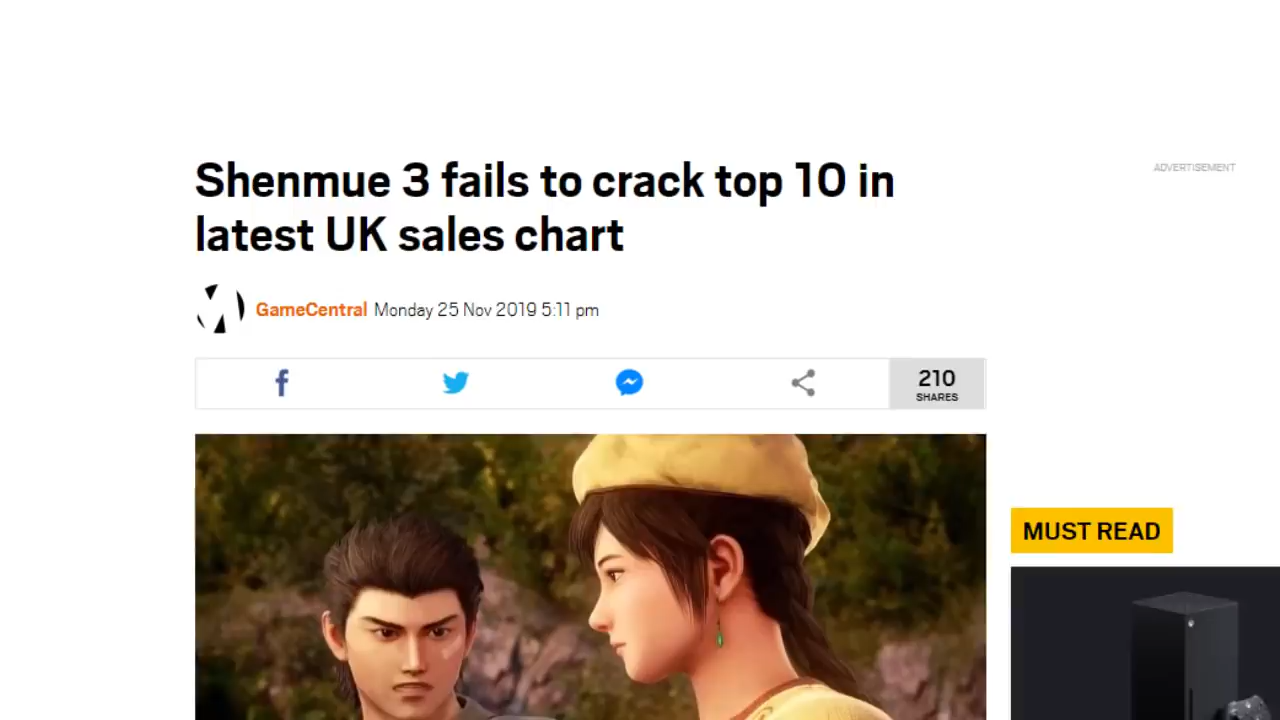 Shenmue 3 fails to crack top 10 in
latest UK sales chart
ADVERTISEMENT
GameCentral Monday 25 Nov 2019 5:11 pm
210
SHARES
MUST READ